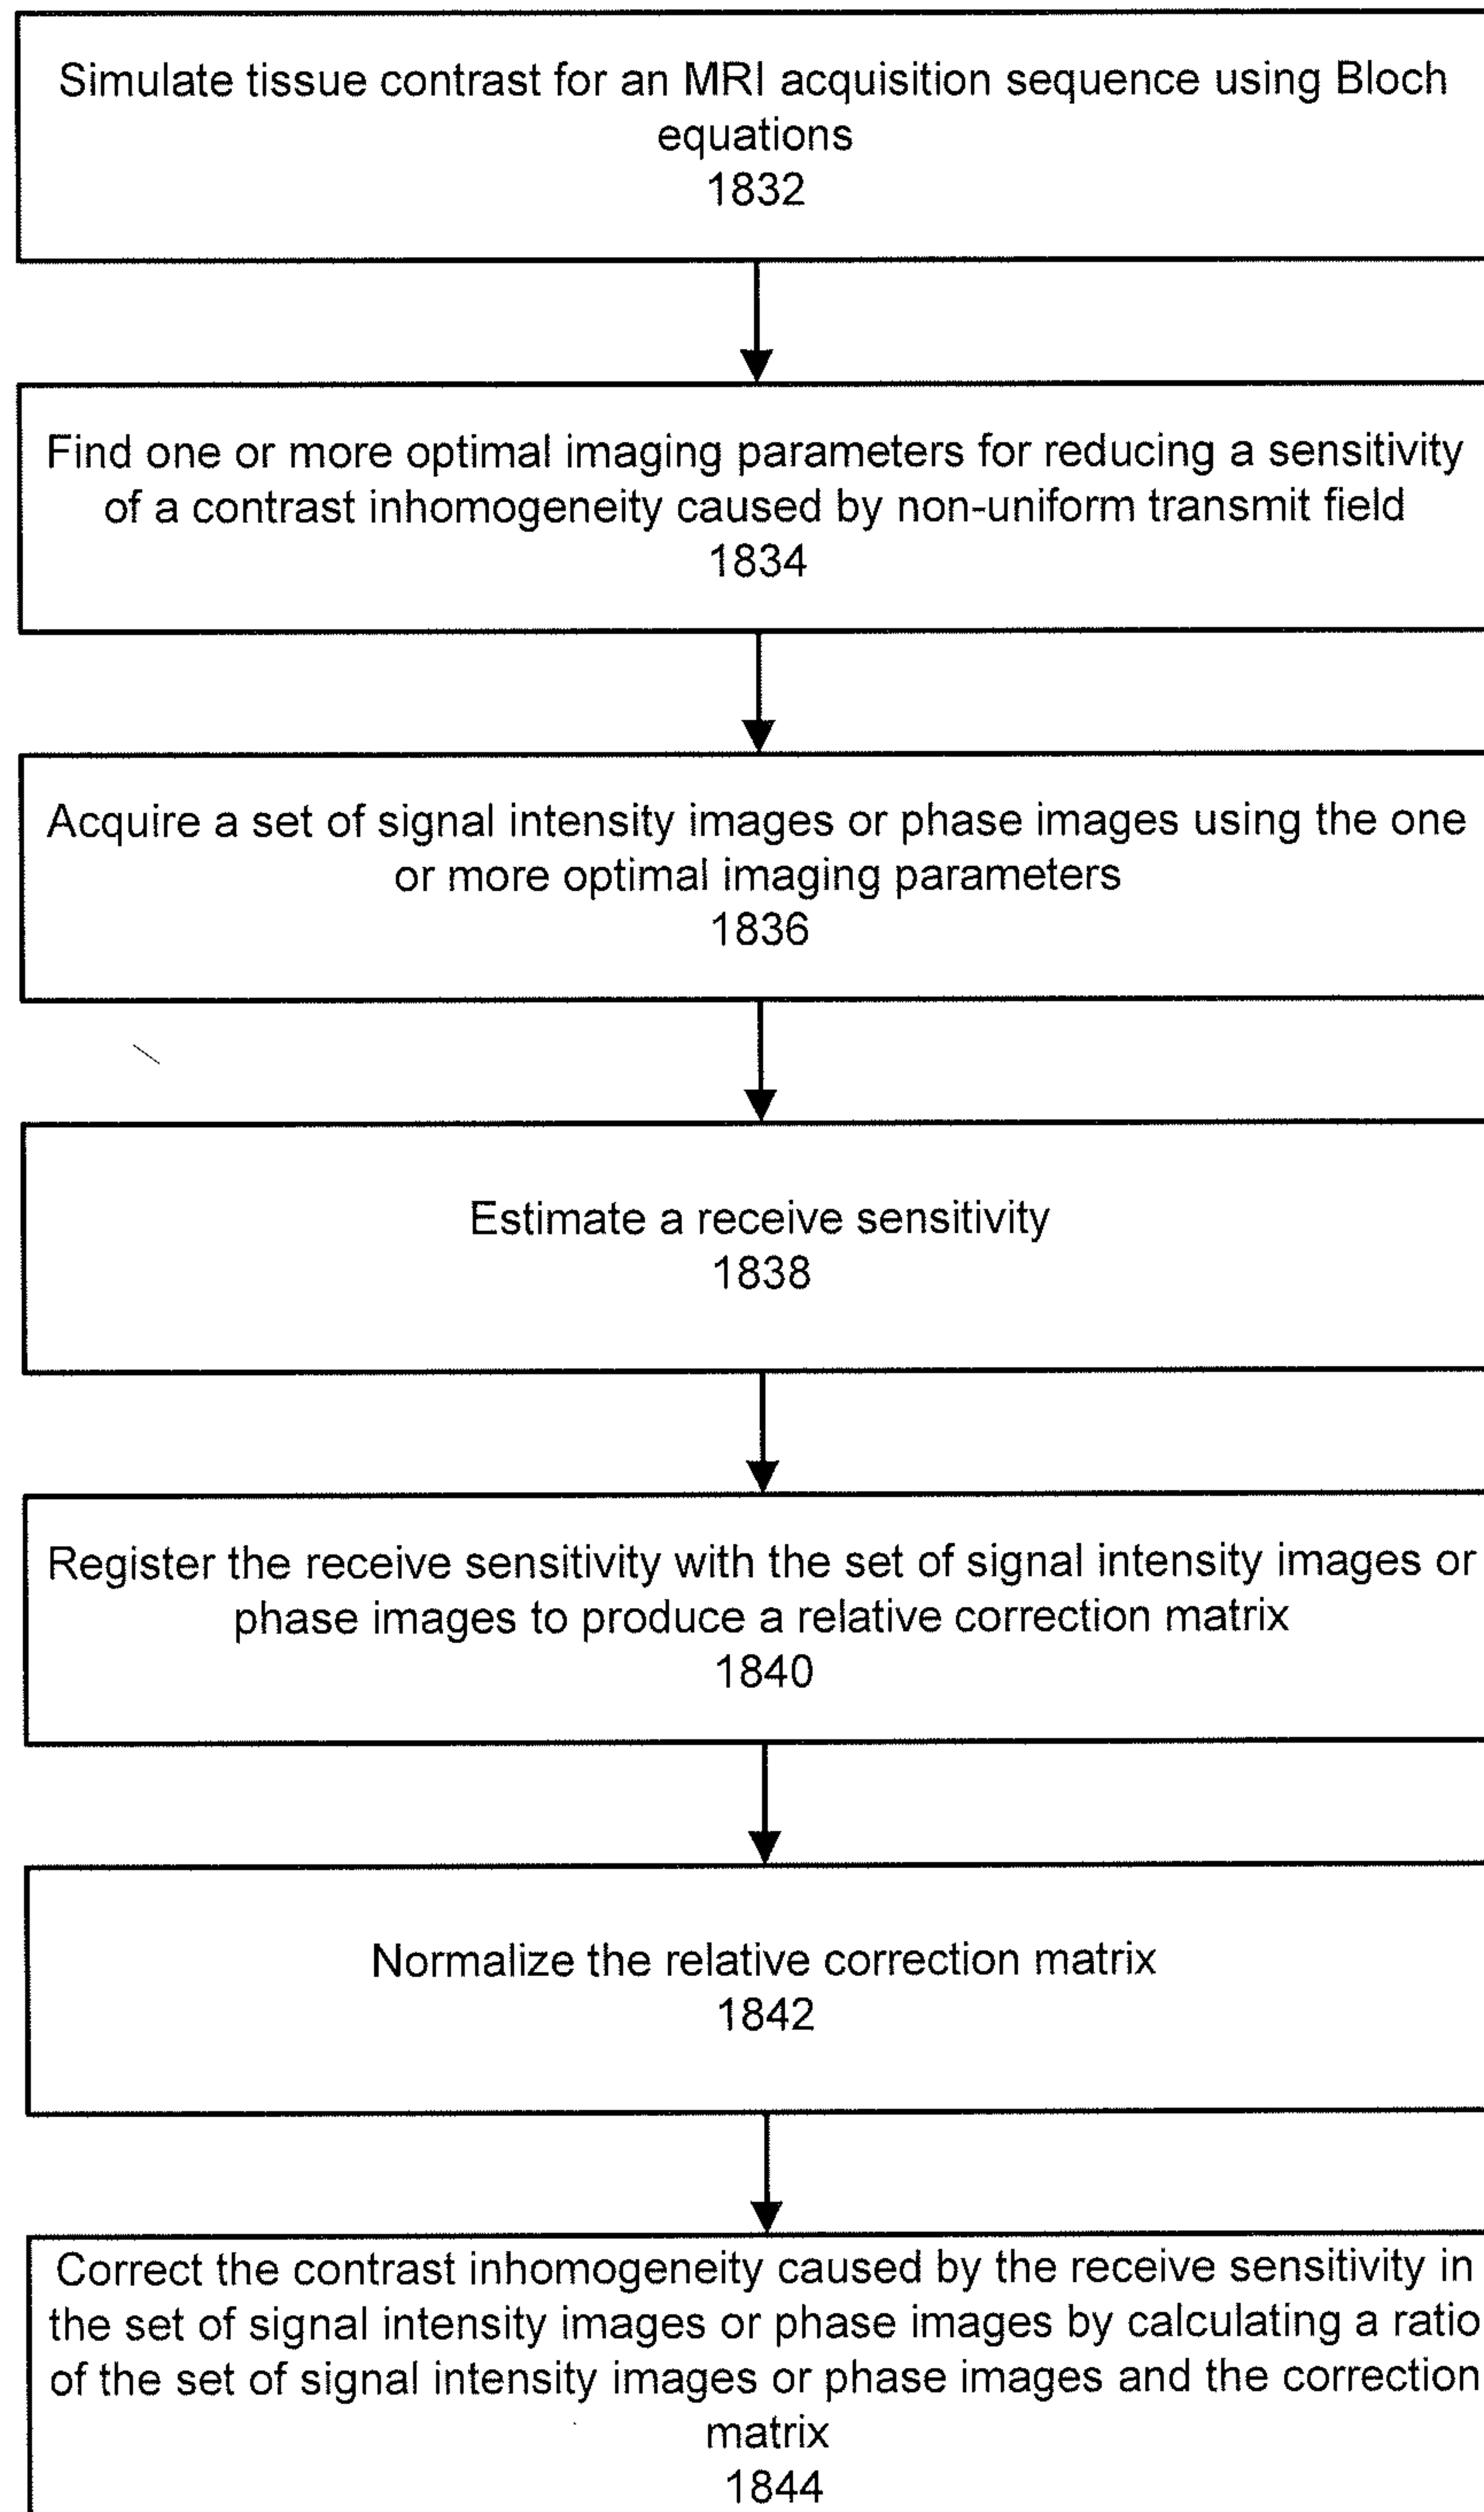 Simulate tissue contrast for an MRI acquisition sequence using Bloch
equations
1832
Find one or more optimal imaging parameters for reducing a sensitivity
of a contrast inhomogeneity caused by non-uniform transmit field
1834
Acquire a set of signal intensity images or phase images using the one
or more optimal imaging parameters
1836
Estimate a receive sensitivity
1838
Register the receive sensitivity with the set of signal intensity images or
phase images to produce a relative correction matrix
1840
Normalize the relative correction matrix
1842
Correct the contrast inhomogeneity caused by the receive sensitivity in
the set of signal intensity images or phase images by calculating a ratio
of the set of signal intensity images or phase images and the correction
matrix
1844